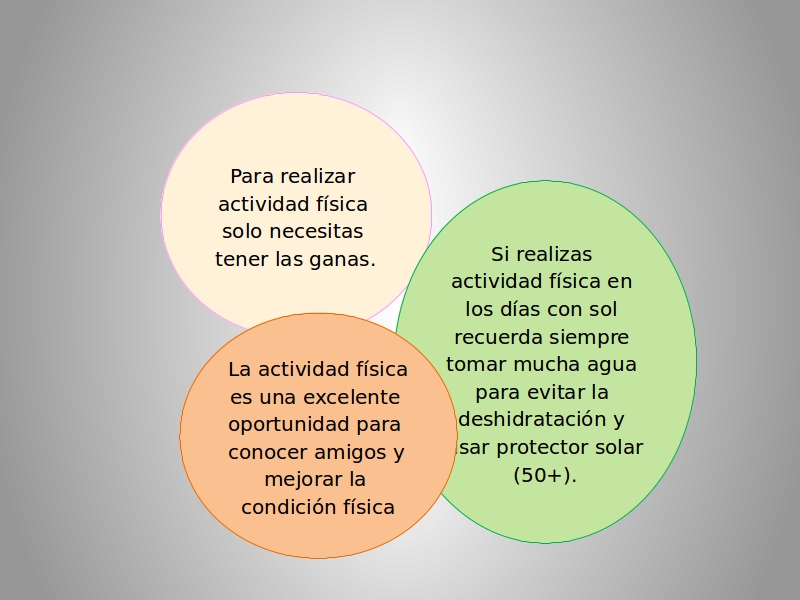 Para realizar
actividad física
solo necesitas
tener las ganas.
Si realizas
actividad física en
los días con sol
recuerda siempre
tomar mucha agua
para evitar la
deshidratación y
protector solar
(50+).
La actividad física
es una excelente
oportunidad para
conocer amigos y
mejorar la
condición física